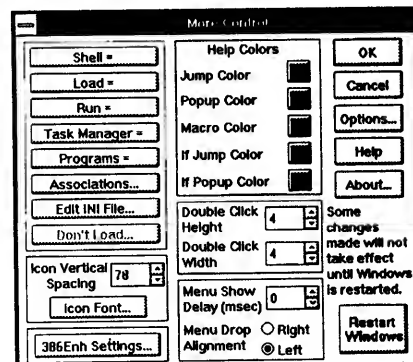 More Control
Shell =
Load =
Run =
Task Manager =
Programs =
Associations...
Edit INI File...
Don't Load...
Icon Vertical
Spacing
78
Icon Font...
386Enh Settings...
Help Colors
Jump Color
Popup Color
Macro Color
If Jump Color
If Popup Color
Double Click
Height
4
Double Click
Width
4
Menu Show
Delay (msec)
0
Menu Drop
Alignment
Right
Left
OK
Cancel
Options...
Help
About...
Some
changes
made will not
take effect
until Windows
is restarted.
Restart
Windows